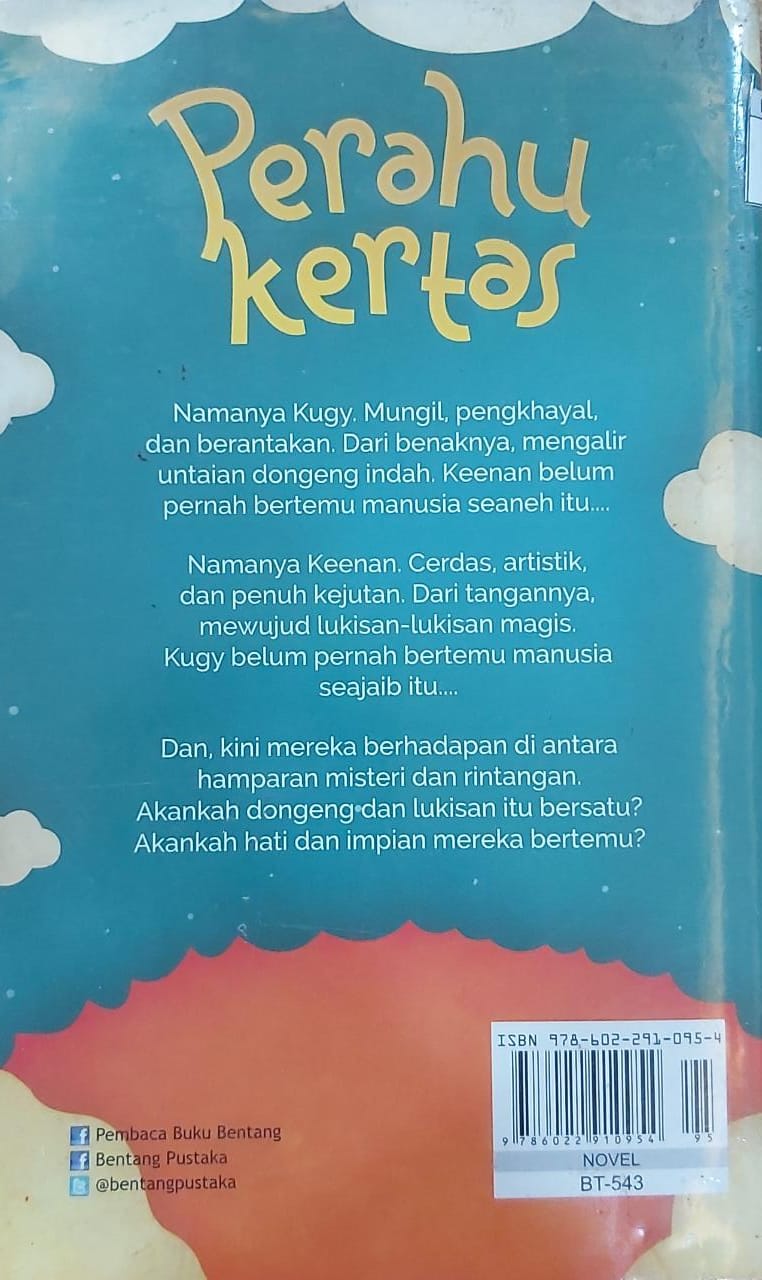 Perahu
kertas
Namanya Kugy. Mungil, pengkhayal,
dan berantakan. Dari benaknya, mengalir
untaian dongeng indah. Keenan belum
pernah bertemu manusia seaneh itu....
Namanya Keenan. Cerdas, artistik,
dan penuh kejutan. Dari tangannya,
mewujud lukisan-lukisan magis.
Kugy belum pernah bertemu manusia
seajaib itu....
Dan, kini mereka berhadapan di antara
hamparan misteri dan rintangan.
Akankah dongeng dan lukisan itu bersatu?
Akankah hati dan impian mereka bertemu?
ISBN 978-602-291-095-4
9 786022 910954
95
NOVEL
BT-543
Pembaca Buku Bentang
Bentang Pustaka
@bentangpustaka